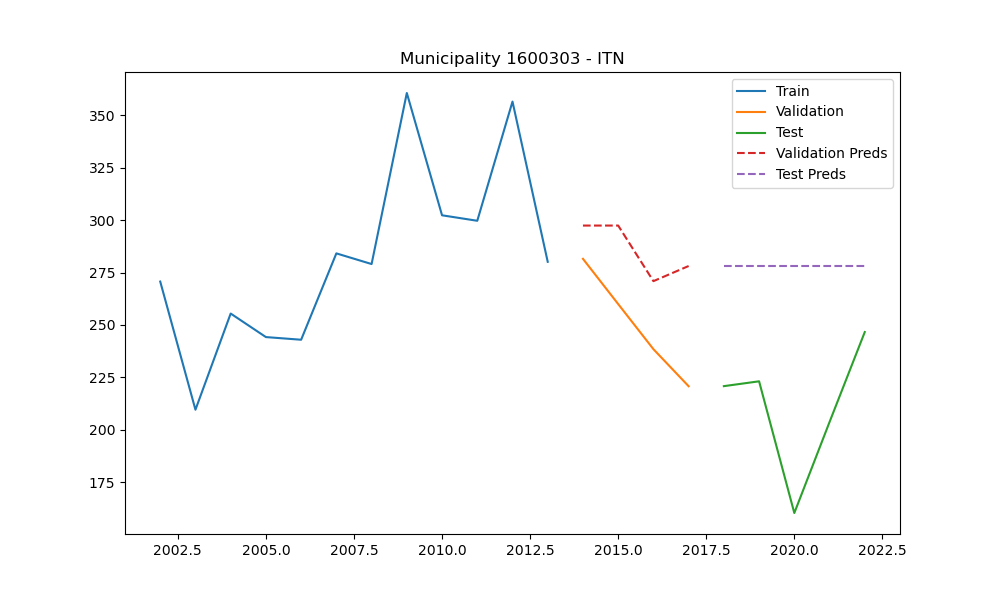 Municipality 1600303 - ITN
Train
Validation
Test
Validation Preds
Test Preds
350
325
300
275
250
225
200
175
2002.5 2005.0 2007.5 2010.0 2012.5 2015.0 2017.5 2020.0 2022.5